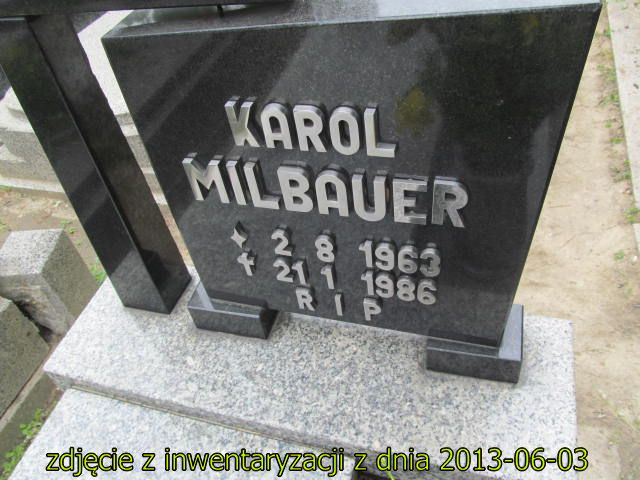 KAROL
MILBAUER
2 8 1963
† 21 1 1986
R I P
zdjęcie z inwentaryzacji z dnia 2013-06-03